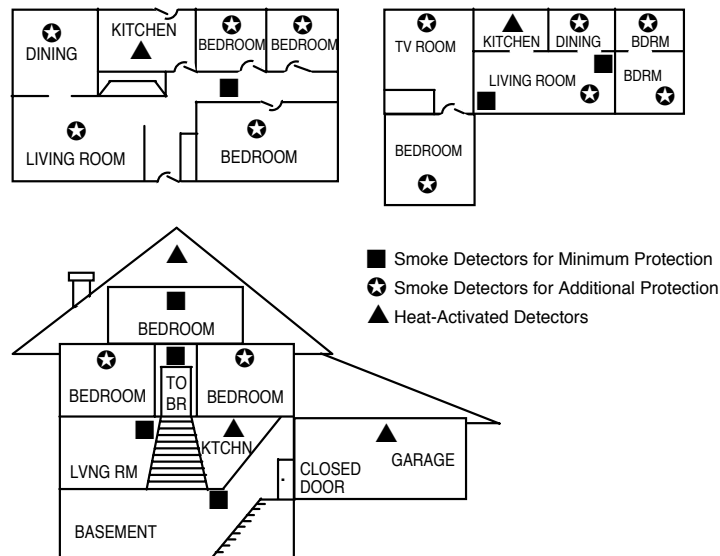 DINING
KITCHEN
BEDROOM
BEDROOM
LIVING ROOM
BEDROOM
TV ROOM
KITCHEN
DINING
BDRM
LIVING ROOM
BDRM
BEDROOM
Smoke Detectors for Minimum Protection
Smoke Detectors for Additional Protection
Heat-Activated Detectors
BEDROOM
BEDROOM
TO
BR
BEDROOM
LVNG RM
KTCHN
CLOSED
DOOR
GARAGE
BASEMENT